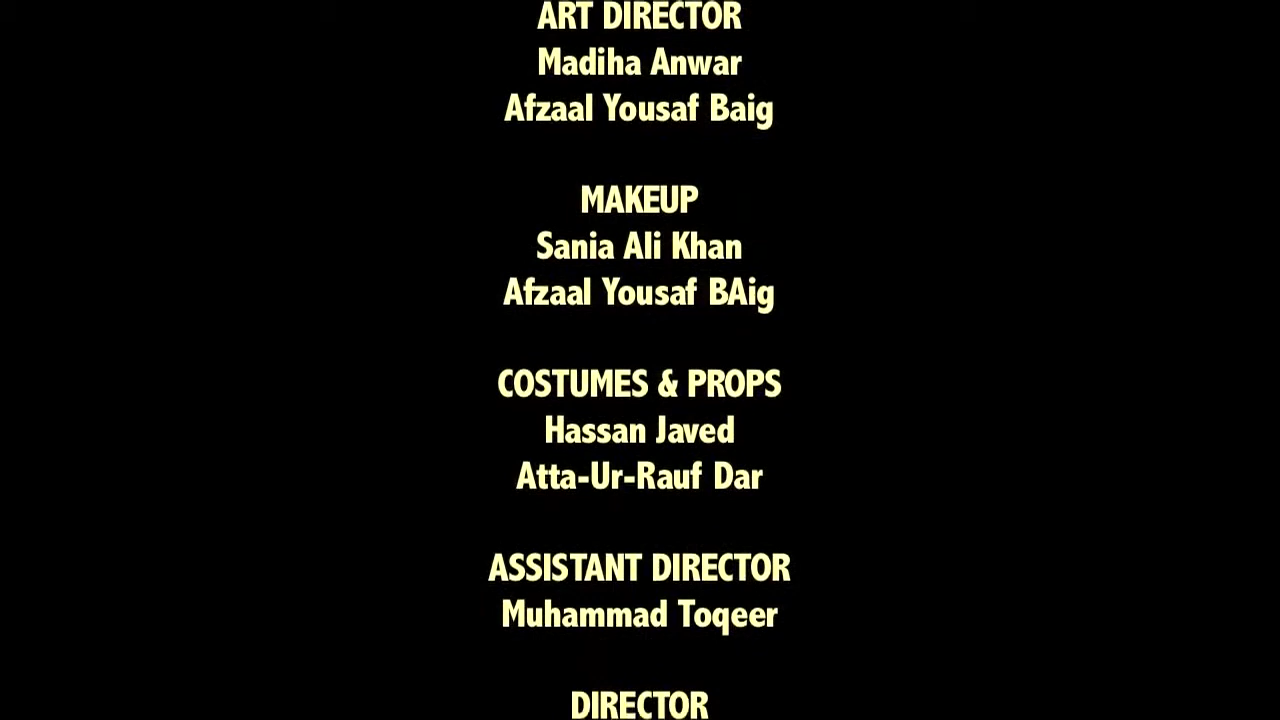 ART DIRECTOR
Madiha Anwar
Afzaal Yousaf Baig
MAKEUP
Sania Ali Khan
Afzaal Yousaf BAig
COSTUMES & PROPS
Hassan Javed
Atta-Ur-Rauf Dar
ASSISTANT DIRECTOR
Muhammad Toqeer
DIRECTOR